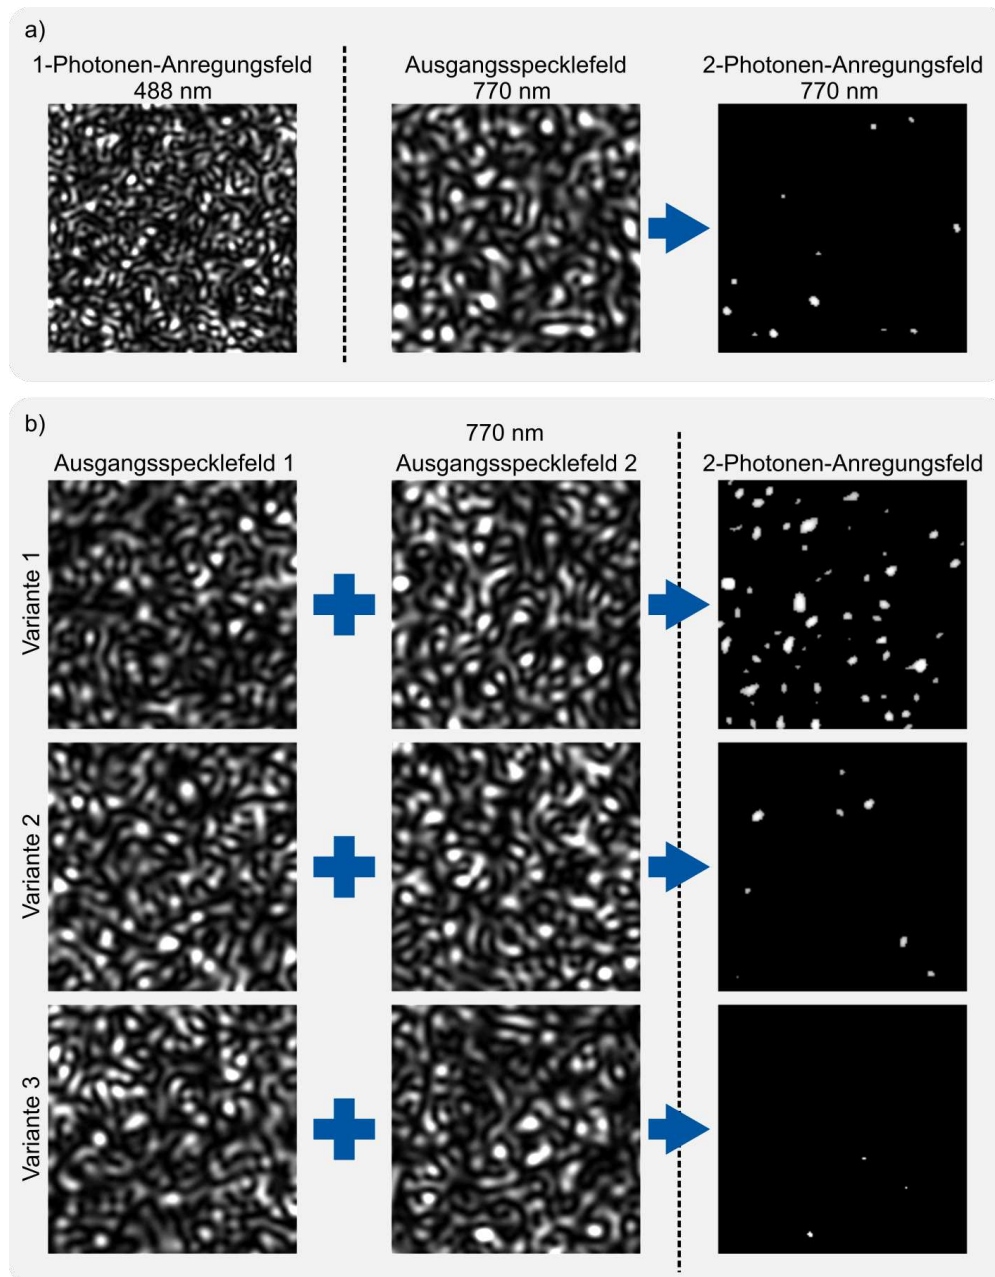 a)
1-Photonen-Anregungsfeld
488 nm
Ausgangsspecklefeld
770 nm
2-Photonen-Anregungsfeld
770 nm
b)
770 nm
Ausgangsspecklefeld 1
Ausgangsspecklefeld 2
2-Photonen-Anregungsfeld
Variante 1
Variante 2
Variante 3